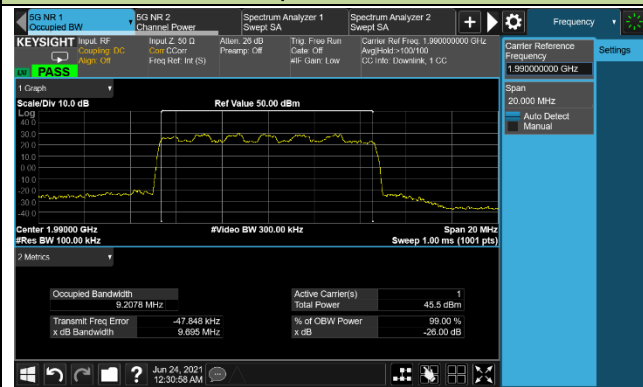 5G NR 1
Occupied BW
5G NR 2
Channel Power
Spectrum Analyzer 1
Swept SA
Spectrum Analyzer 2
Swept SA
Frequency
KEYSIGHT
Input: RF
Coupling: DC
Align: Off
Input Z: 50 Ω
Corr CCorr
Freq Ref: Int (S)
Atten: 26 dB
Preamp: Off
Trig: Free Run
Gate: Off
#IF Gain: Low
Carrier Ref Freq: 1.990000000 GHz
Avg|Hold:>100/100
CC Info: Downlink, 1 CC
PASS
Carrier Reference
Frequency
1.990000000 GHz
Settings
Span
20.000 MHz
Auto Detect
Manual
1 Graph
Scale/Div 10.0 dB
Ref Value 50.00 dBm
Log
40.0
30.0
20.0
10.0
0.00
-10.0
-20.0
-30.0
-40.0
Center 1.99000 GHz
#Res BW 100.00 kHz
#Video BW 300.00 kHz
Span 20 MHz
Sweep 1.00 ms (1001 pts)
2 Metrics
Occupied Bandwidth
9.2078 MHz
Active Carrier(s) 1
Total Power 45.5 dBm
Transmit Freq Error -47.848 kHz
x dB Bandwidth 9.695 MHz
% of OBW Power 99.00 %
x dB -26.00 dB
?
Jun 24, 2021
12:30:58 AM